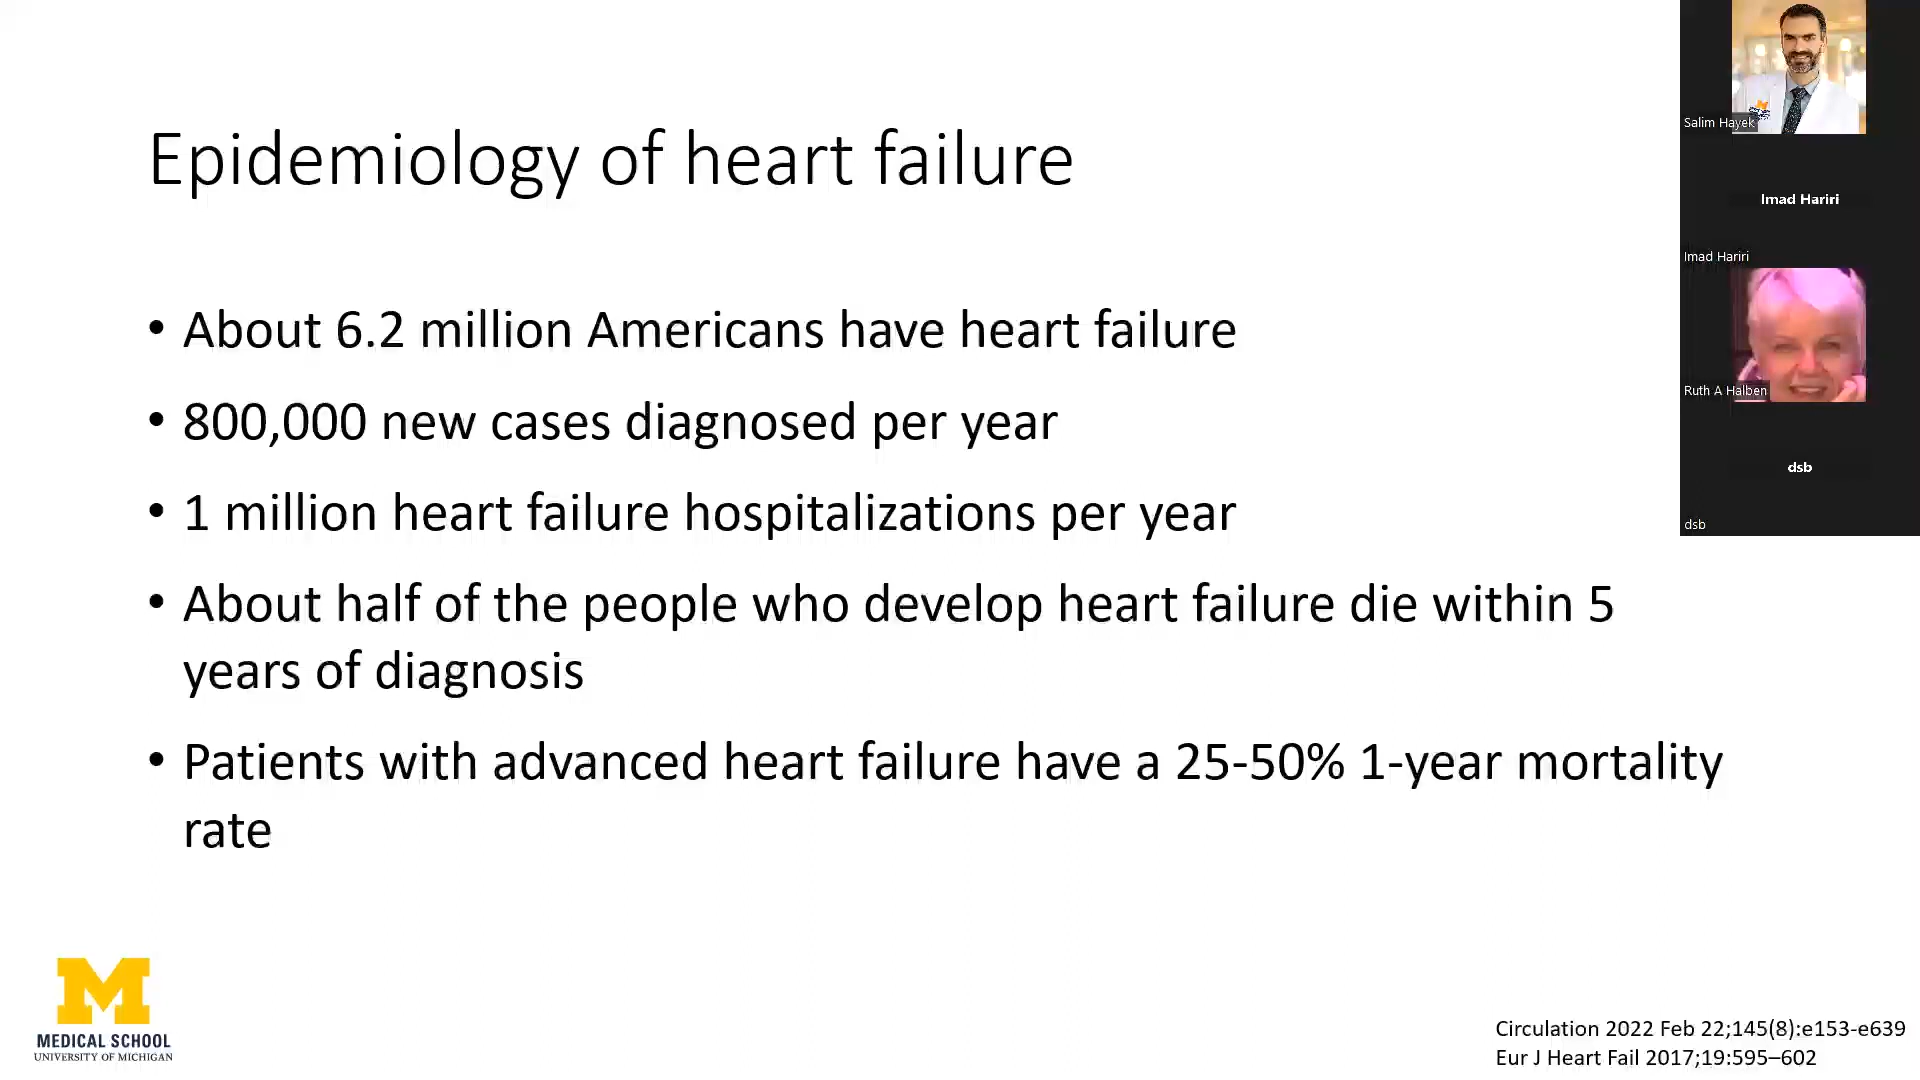 Epidemiology of heart failure
• About 6.2 million Americans have heart failure
• 800,000 new cases diagnosed per year
• 1 million heart failure hospitalizations per year
• About half of the people who develop heart failure die within 5
years of diagnosis
• Patients with advanced heart failure have a 25-50% 1-year mortality
rate
M
MEDICAL SCHOOL
UNIVERSITY OF MICHIGAN
Circulation 2022 Feb 22;145(8):e153-e639
Eur J Heart Fail 2017;19:595–602
Salim Hayek
Imad Hariri
Imad Hariri
Ruth A Halben
dsb
dsb